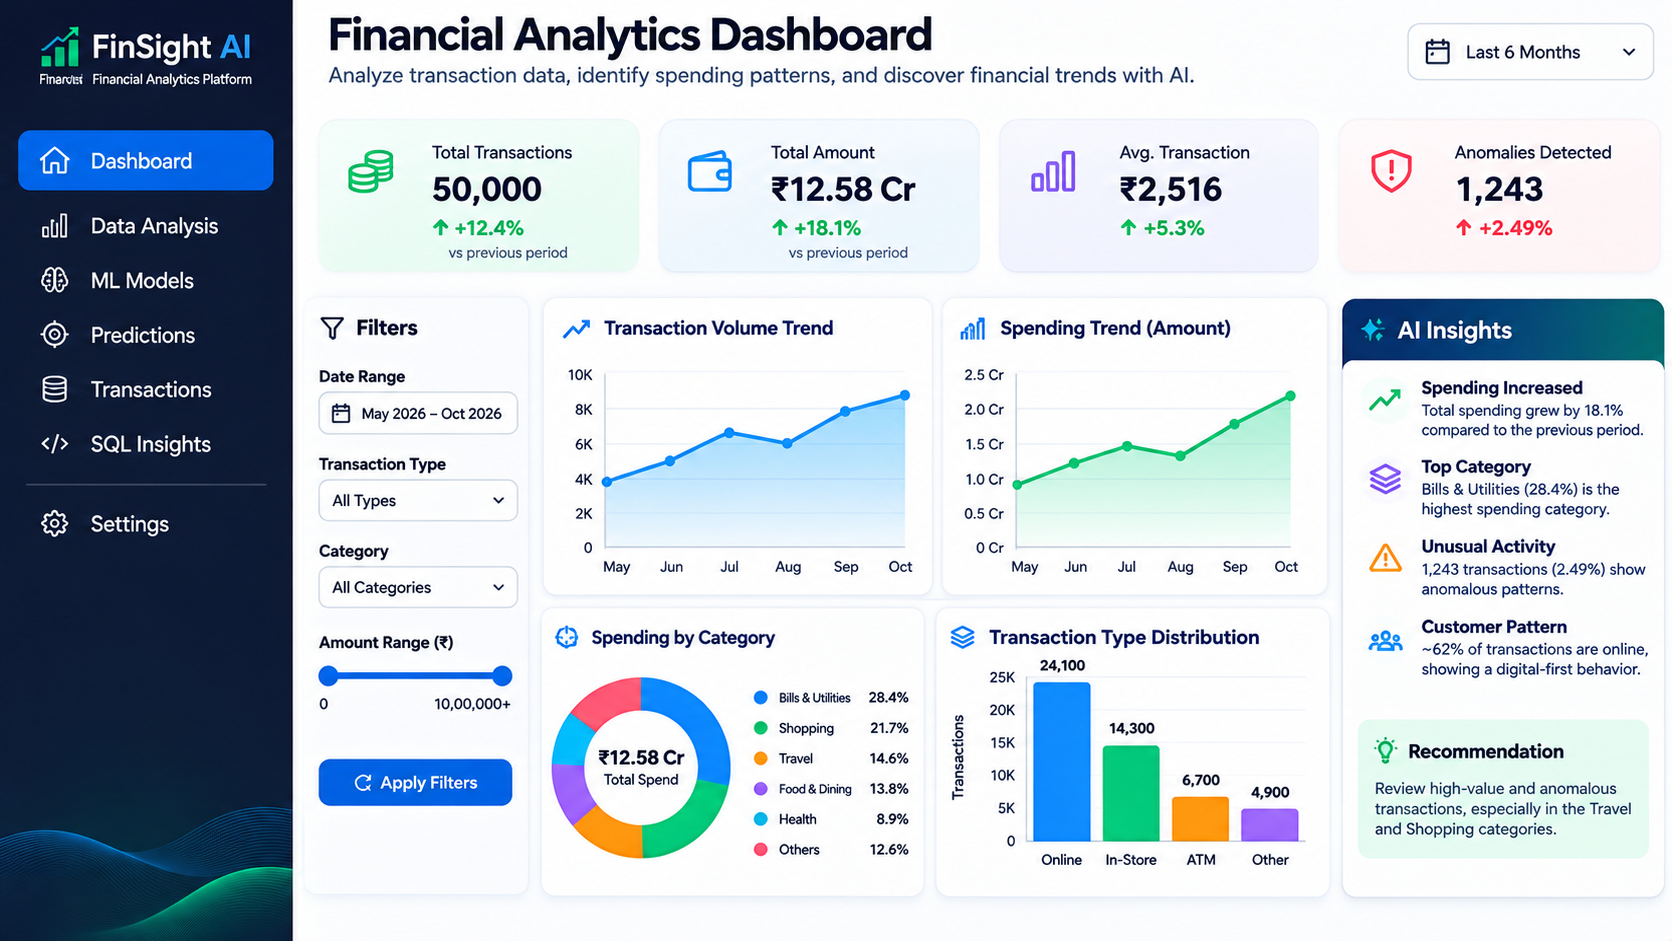 FinSight AI
Financial Analytics Platform
Dashboard
Data Analysis
ML Models
Predictions
Transactions
SQL Insights
Settings
Financial Analytics Dashboard
Analyze transaction data, identify spending patterns, and discover financial trends with AI.
Last 6 Months
Total Transactions
50,000
+12.4%
vs previous period
Total Amount
₹12.58 Cr
+18.1%
vs previous period
Avg. Transaction
₹2,516
+5.3%
Anomalies Detected
1,243
+2.49%
Filters
Date Range
May 2026 – Oct 2026
Transaction Type
All Types
Category
All Categories
Amount Range (₹)
0 10,00,000+
Apply Filters
Transaction Volume Trend
10K
8K
6K
4K
2K
0
May Jun Jul Aug Sep Oct
Spending Trend (Amount)
2.5 Cr
2.0 Cr
1.5 Cr
1.0 Cr
0.5 Cr
0 Cr
May Jun Jul Aug Sep Oct
Spending by Category
₹12.58 Cr
Total Spend
Bills & Utilities 28.4%
Shopping 21.7%
Travel 14.6%
Food & Dining 13.8%
Health 8.9%
Others 12.6%
Transaction Type Distribution
Transactions
25K
20K
15K
10K
5K
0
24,100
14,300
6,700
4,900
Online In-Store ATM Other
AI Insights
Spending Increased
Total spending grew by 18.1%
compared to the previous period.
Top Category
Bills & Utilities (28.4%) is the
highest spending category.
Unusual Activity
1,243 transactions (2.49%) show
anomalous patterns.
Customer Pattern
~62% of transactions are online,
showing a digital-first behavior.
Recommendation
Review high-value and anomalous
transactions, especially in the Travel
and Shopping categories.